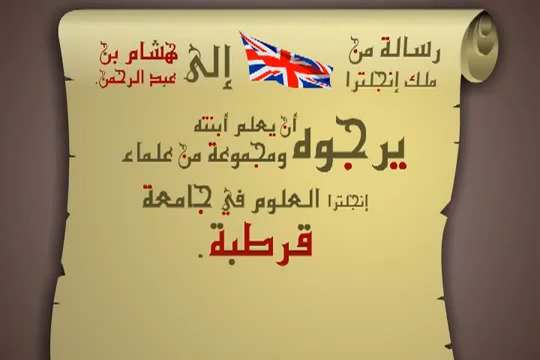 رسالة من
ملك إنجلترا
إلى
هشام بن
عبد الرحمن.
يرجوه أن يعلم أبنته
ومجموعة من علماء
إنجلترا العلوم في جامعة
قرطبة.